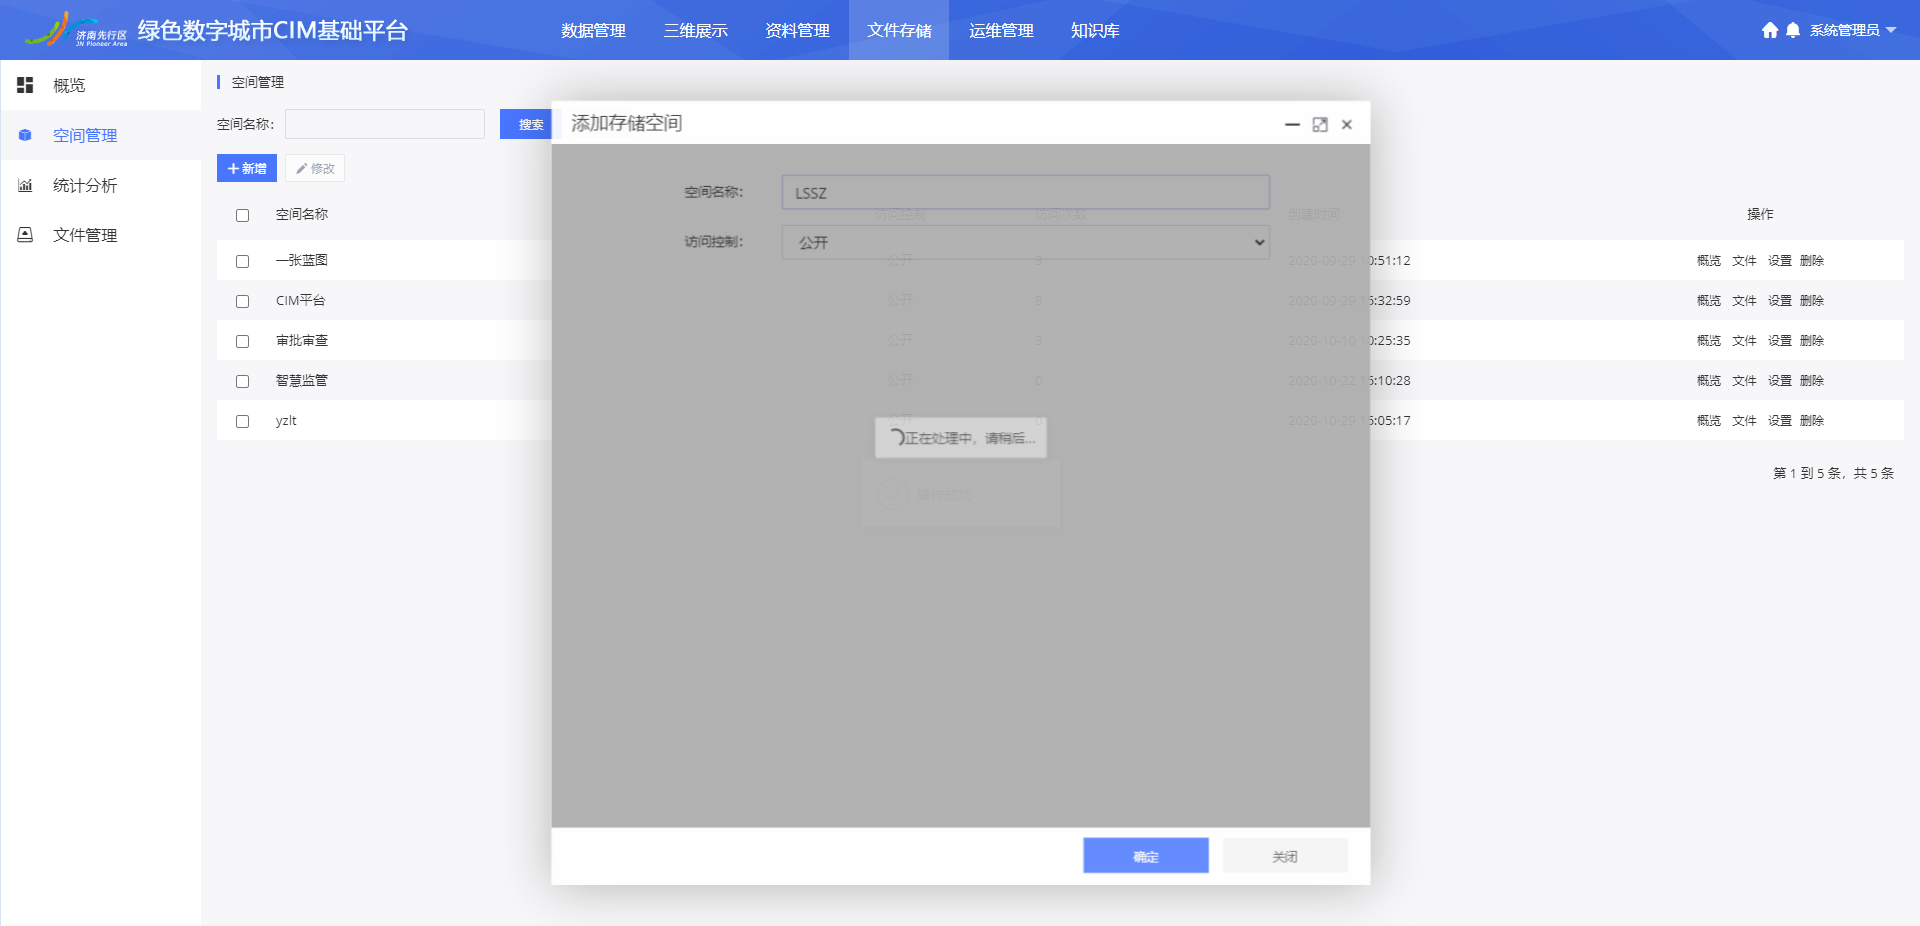 济南先行区
JN Pioneer Area
绿色数字城市CIM基础平台
数据管理 三维展示 资料管理 文件存储 运维管理 知识库
系统管理员
概览
空间管理
统计分析
文件管理
空间管理
空间名称：
搜索
新增 修改
空间名称 访问控制 访问次数 创建时间 操作
一张蓝图 公开 3 2020-09-29 10:51:12 概览 文件 设置 删除
CIM平台 公开 8 2020-09-29 15:32:59 概览 文件 设置 删除
审批审查 公开 3 2020-10-10 10:25:35 概览 文件 设置 删除
智慧监管 公开 0 2020-10-22 15:10:28 概览 文件 设置 删除
yzlt 公开 2020-10-29 15:05:17 概览 文件 设置 删除
第 1 到 5 条，共 5 条
添加存储空间
空间名称： LSSZ
访问控制： 公开
正在处理中，请稍后...
操作成功
确定 关闭